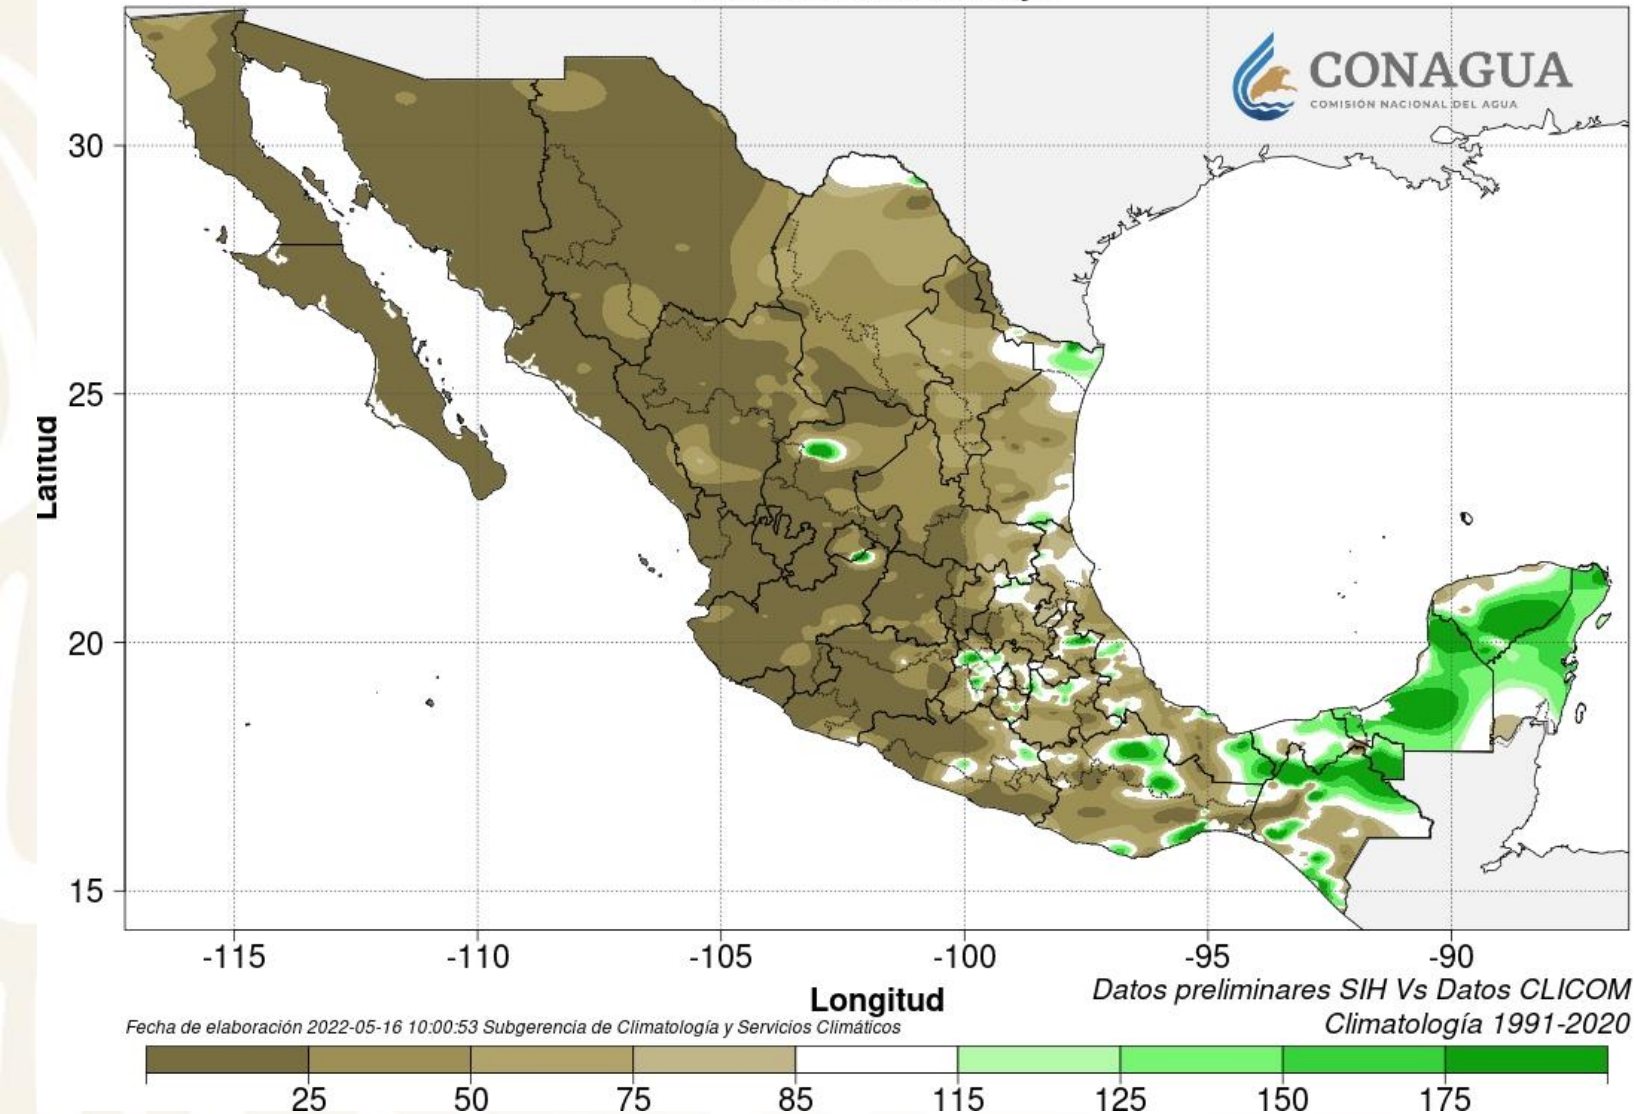 CONAGUA
COMISIÓN NACIONAL DEL AGUA
30
25
20
15
Latitud
-115 -110 -105 -100 -95 -90
Longitud
Datos preliminares SIH Vs Datos CLICOM
Climatología 1991-2020
Fecha de elaboración 2022-05-16 10:00:53 Subgerencia de Climatología y Servicios Climáticos
25 50 75 85 115 125 150 175